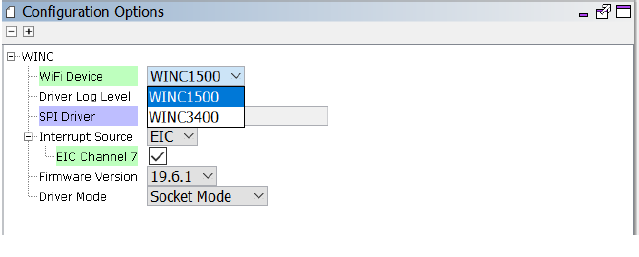 Configuration Options
WINC
WiFi Device WINC1500
Driver Log Level WINC1500
SPI Driver WINC3400
Interrupt Source EIC
EIC Channel 7
Firmware Version 19.6.1
Driver Mode Socket Mode